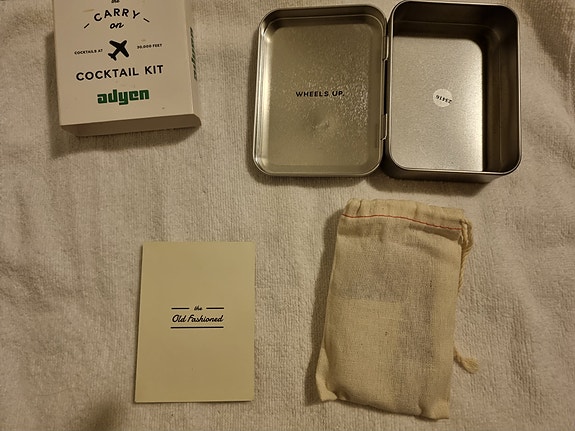 the
CARRY
on
COCKTAILS AT 30,000 FEET
COCKTAIL KIT
adyen
WHEELS UP.
the
Old Fashioned